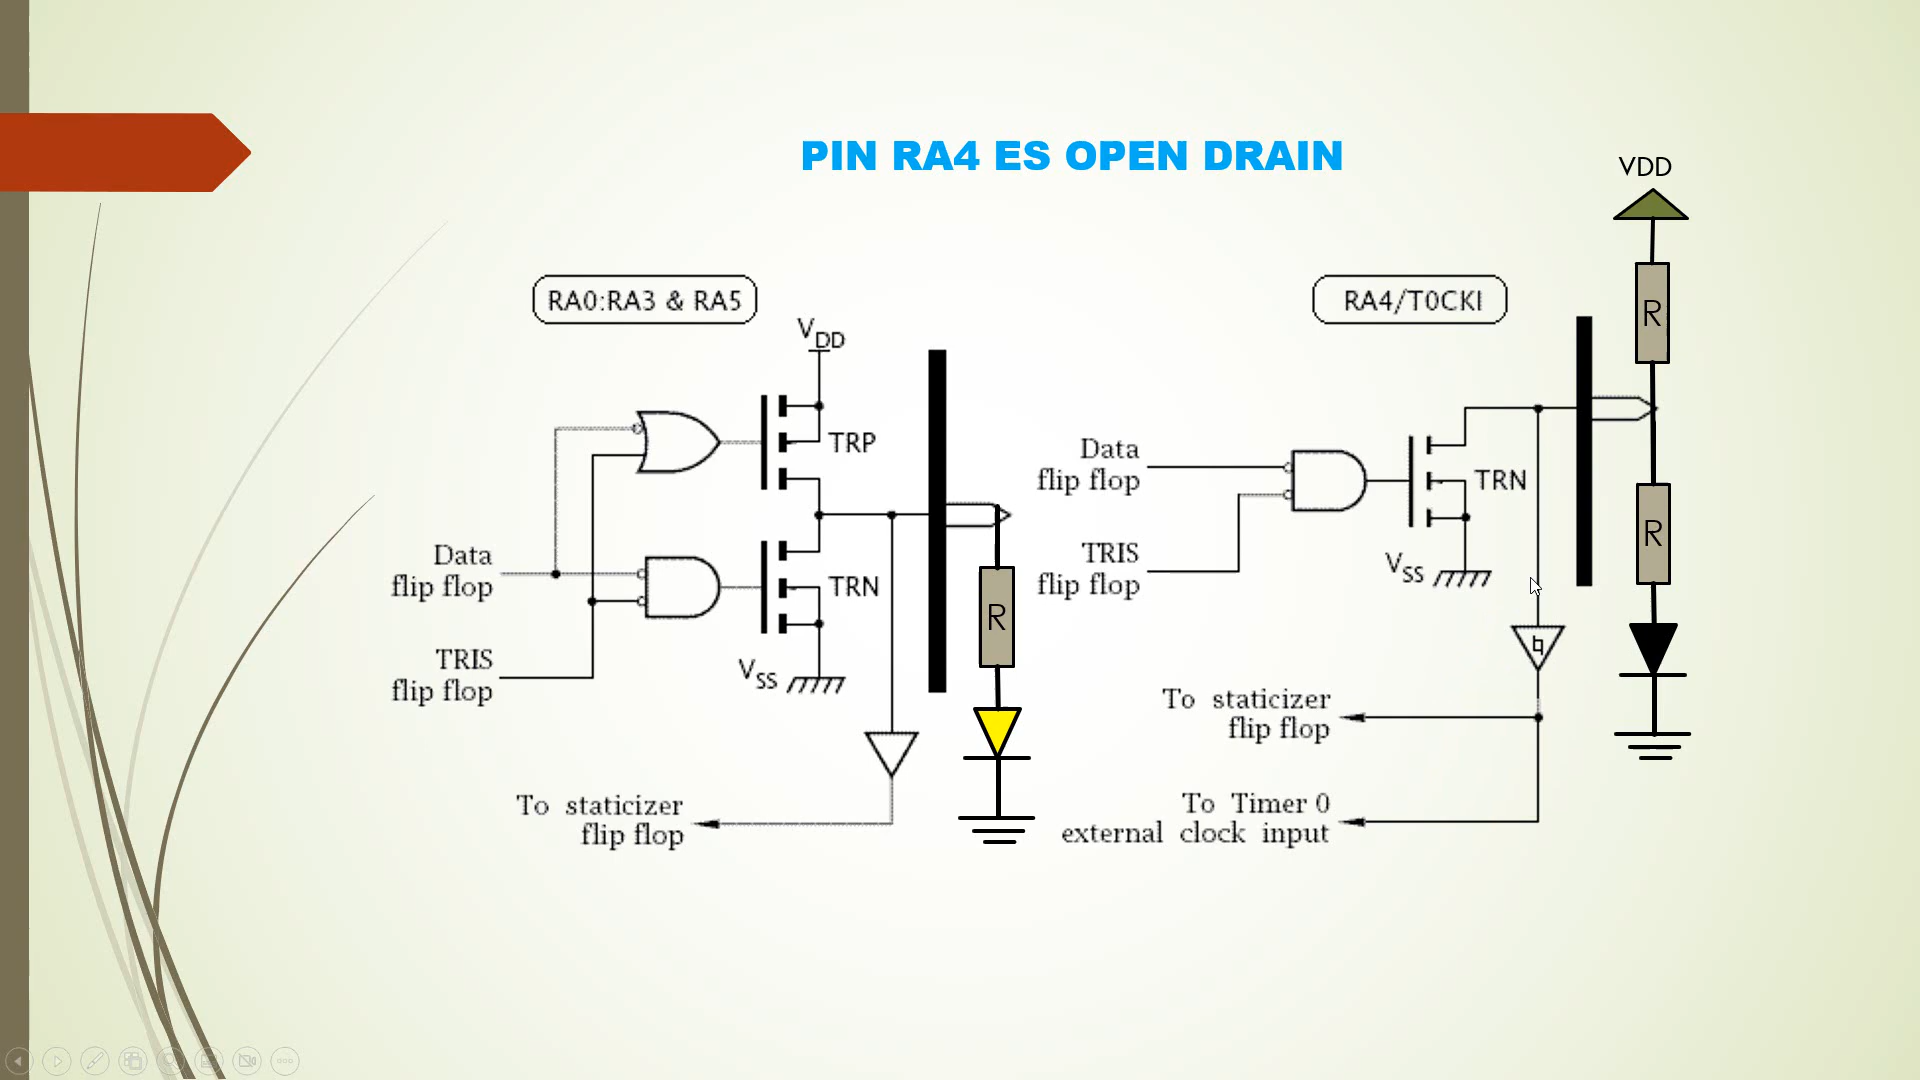 PIN RA4 ES OPEN DRAIN
VDD
RA0:RA3 & RA5
RA4/T0CKI
VDD
R
TRP
Data
flip flop
TRN
TRIS
flip flop
VSS
R
To staticizer
flip flop
Data
flip flop
TRN
TRIS
flip flop
VSS
R
To staticizer
flip flop
To Timer 0
external clock input